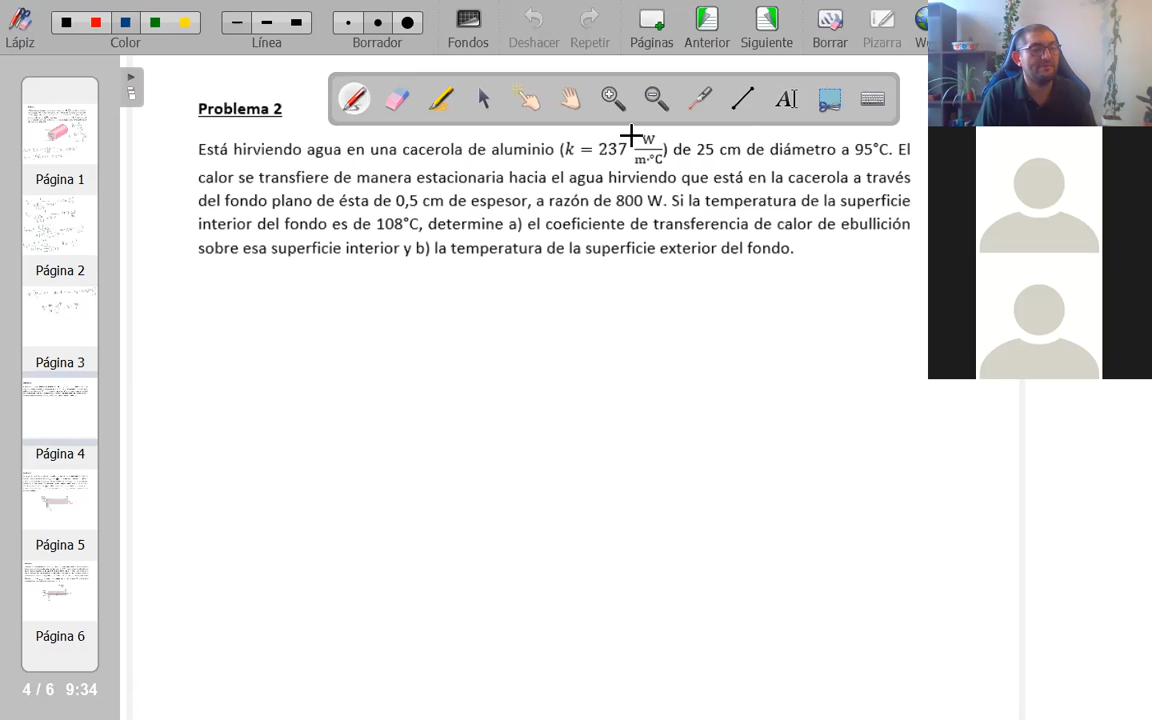 Lápiz
Color
Línea
Borrador
Fondos
Deshacer
Repetir
Páginas
Anterior
Siguiente
Borrar
Pizarra
Problema 2
Está hirviendo agua en una cacerola de aluminio (k = 237 W/m·°C) de 25 cm de diámetro a 95°C. El
calor se transfiere de manera estacionaria hacia el agua hirviendo que está en la cacerola a través
del fondo plano de ésta de 0,5 cm de espesor, a razón de 800 W. Si la temperatura de la superficie
interior del fondo es de 108°C, determine a) el coeficiente de transferencia de calor de ebullición
sobre esa superficie interior y b) la temperatura de la superficie exterior del fondo.
Página 1
Página 2
Página 3
Página 4
Página 5
Página 6
4 / 6 9:34